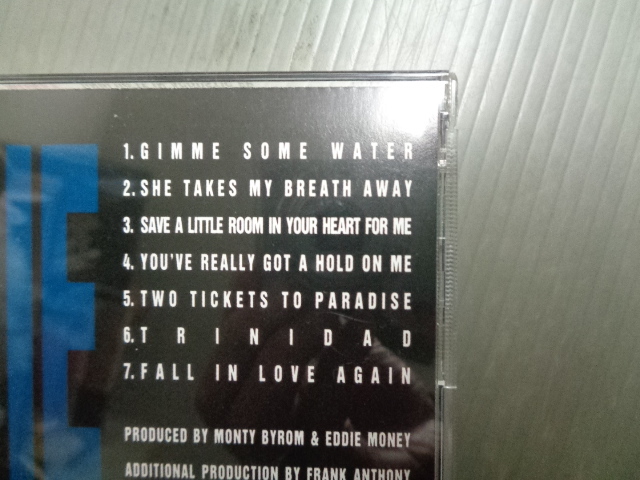 1. GIMME SOME WATER
2. SHE TAKES MY BREATH AWAY
3. SAVE A LITTLE ROOM IN YOUR HEART FOR ME
4. YOU'VE REALLY GOT A HOLD ON ME
5. TWO TICKETS TO PARADISE
6. TRINIDAD
7. FALL IN LOVE AGAIN
PRODUCED BY MONTY BYROM & EDDIE MONEY
ADDITIONAL PRODUCTION BY FRANK ANTHONY